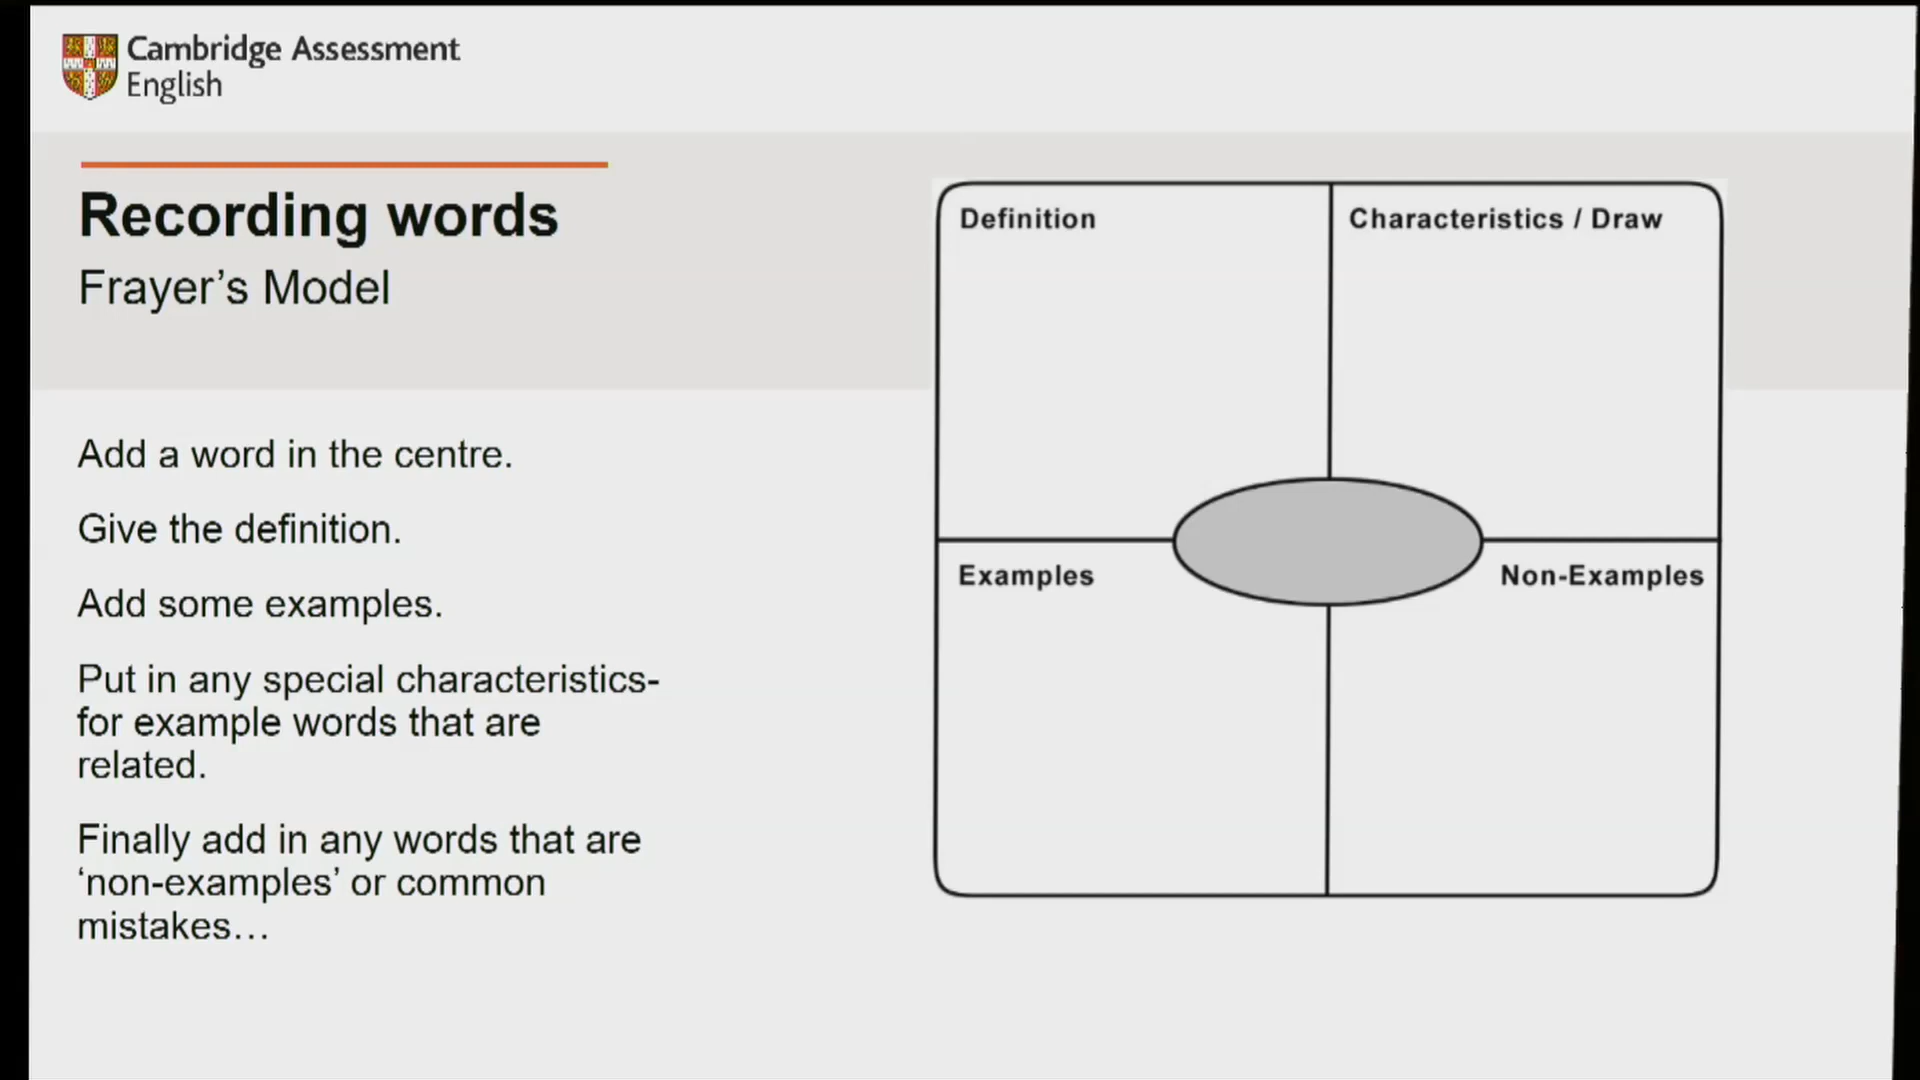 Cambridge Assessment
English
Recording words
Frayer’s Model
Add a word in the centre.
Give the definition.
Add some examples.
Put in any special characteristics-
for example words that are
related.
Finally add in any words that are
‘non-examples’ or common
mistakes…
Definition
Characteristics / Draw
Examples
Non-Examples